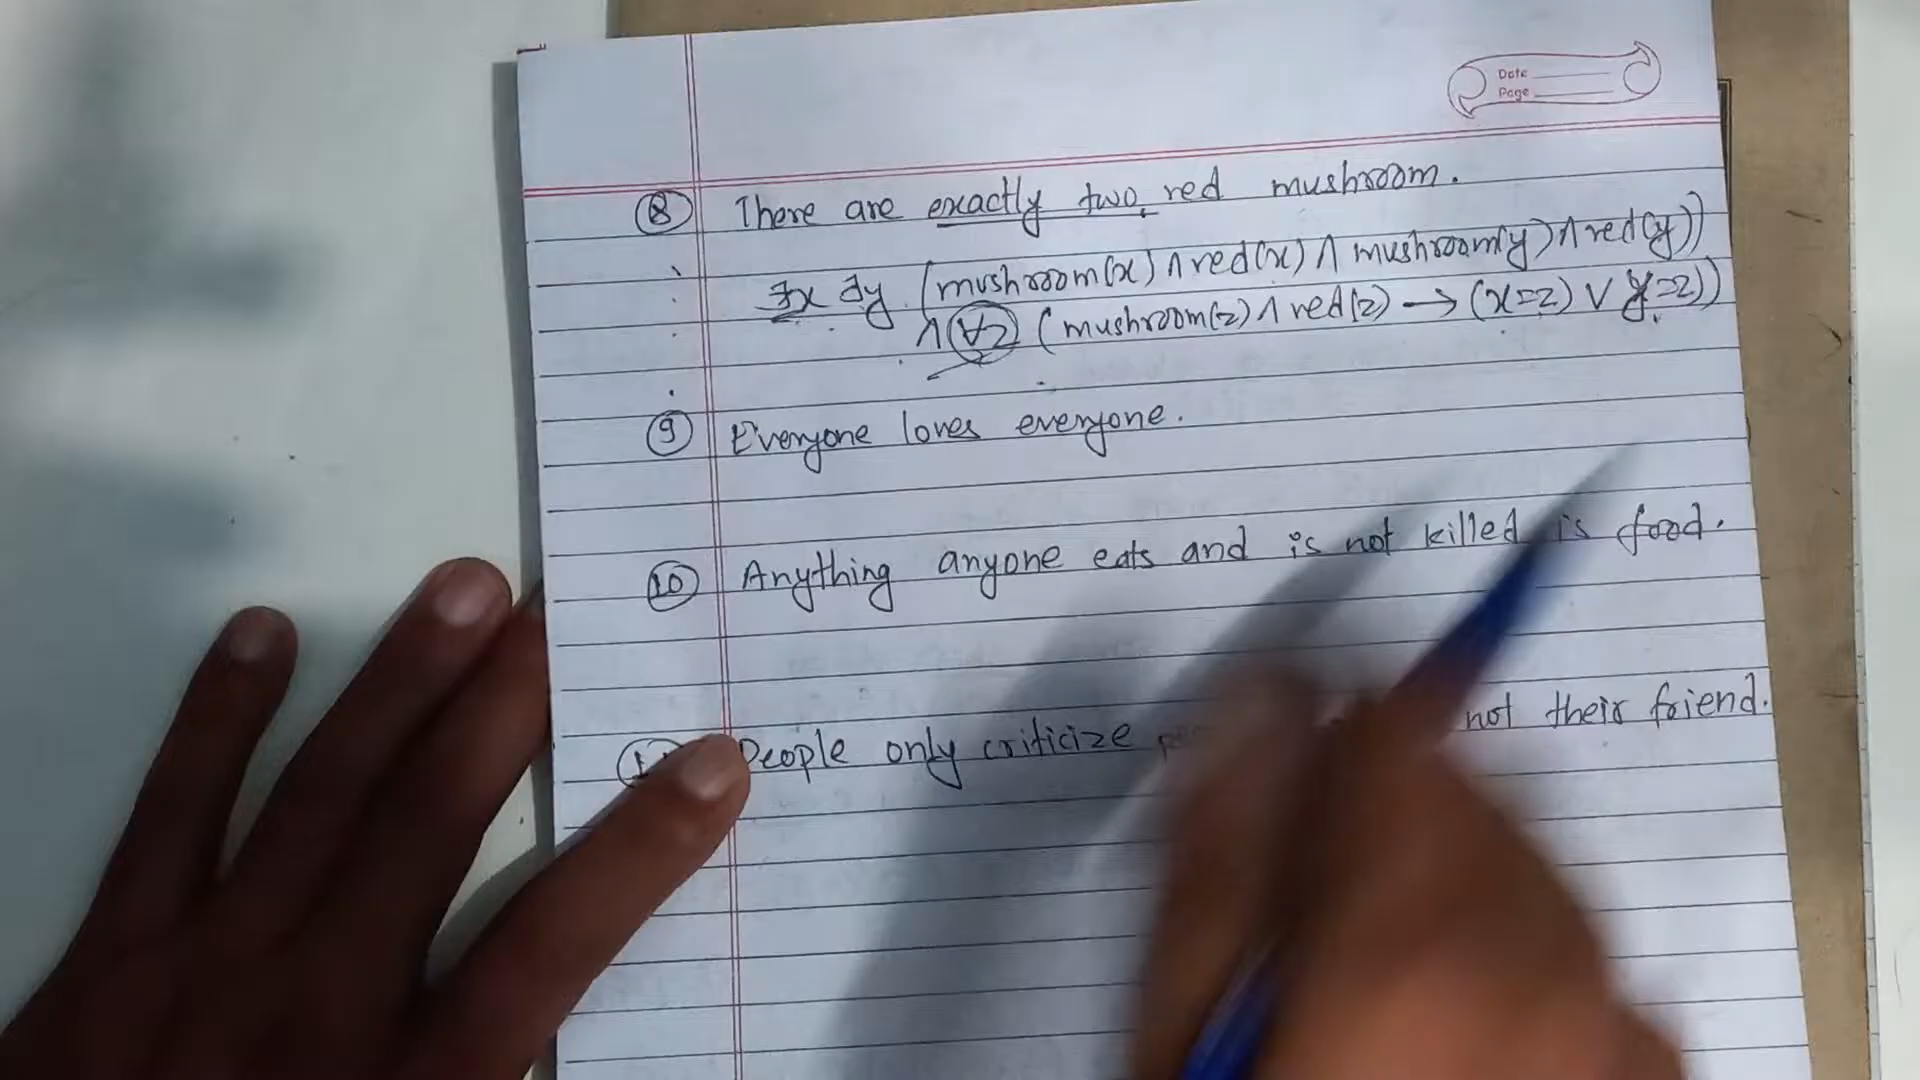 Date
Page
8 There are exactly two red mushroom.
∃x ∃y (mushroom(x) ∧ red(x) ∧ mushroom(y) ∧ red(y))
∧ ∀z (mushroom(z) ∧ red(z) → (x=z) ∨ y=z))
9 Everyone loves everyone.
10 Anything anyone eats and is not killed is food.
People only criticize not their friend.